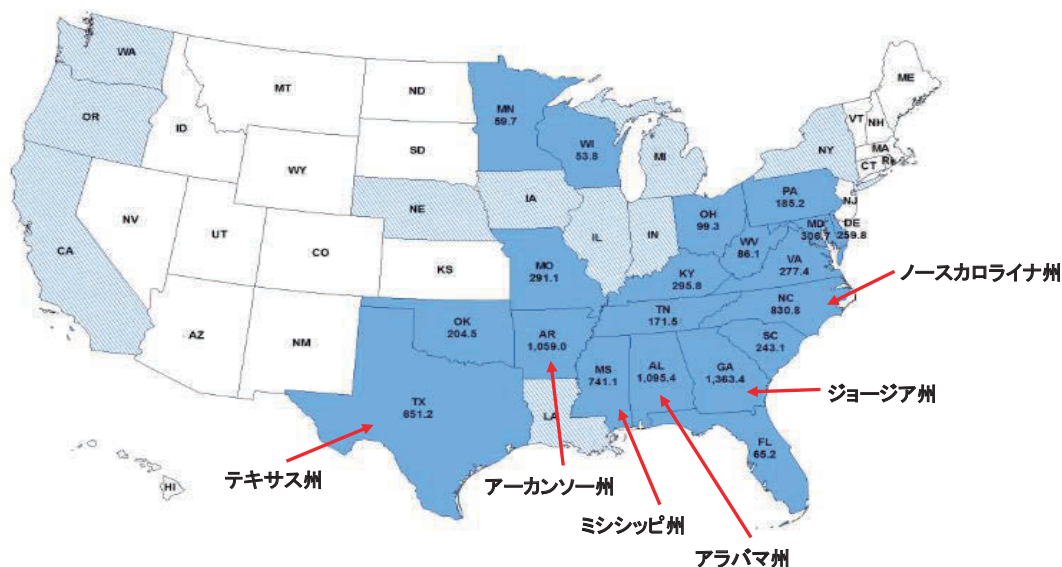 WA
MT
ND
MN
59.7
ME
OR
ID
SD
WI
53.8
MI
VT
NH
NY
MA
CT
WY
NE
IA
PA
185.2
NJ
NV
UT
CO
IL
IN
OH
99.3
MD
306.7
DE
259.8
CA
KS
MO
291.1
WV
86.1
VA
277.4
KY
295.8
ノースカロライナ州
AZ
NM
OK
204.5
AR
1,059.0
TN
171.5
NC
830.8
SC
243.1
MS
741.1
AL
1,095.4
GA
1,363.4
ジョージア州
TX
651.2
LA
FL
65.2
HI
テキサス州
アーカンソー州
ミシシッピ州
アラバマ州